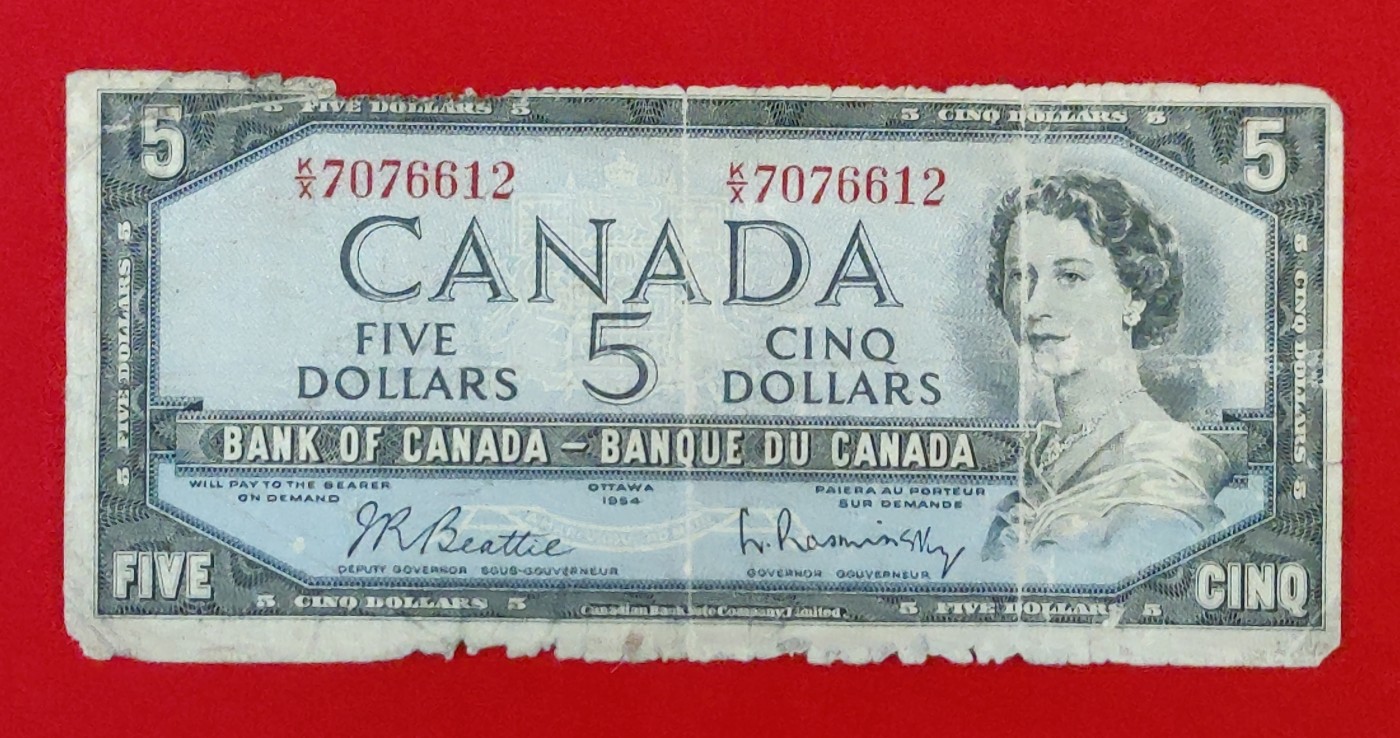 5 FIVE DOLLARS 5
5 CINQ DOLLARS 5
5
5
K/X 7076612
K/X 7076612
CANADA
FIVE DOLLARS
5
CINQ DOLLARS
5 FIVE DOLLARS 5
5 CINQ DOLLARS 5
BANK OF CANADA – BANQUE DU CANADA
WILL PAY TO THE BEARER
ON DEMAND
OTTAWA
1954
PAIERA AU PORTEUR
SUR DEMANDE
J.R. Beattie
L. Rasminsky
DEPUTY GOVERNOR SOUS-GOUVERNEUR
GOVERNOR GOUVERNEUR
FIVE
CINQ
5 CINQ DOLLARS 5
Canadian Bank Note Company, Limited.
5 FIVE DOLLARS 5